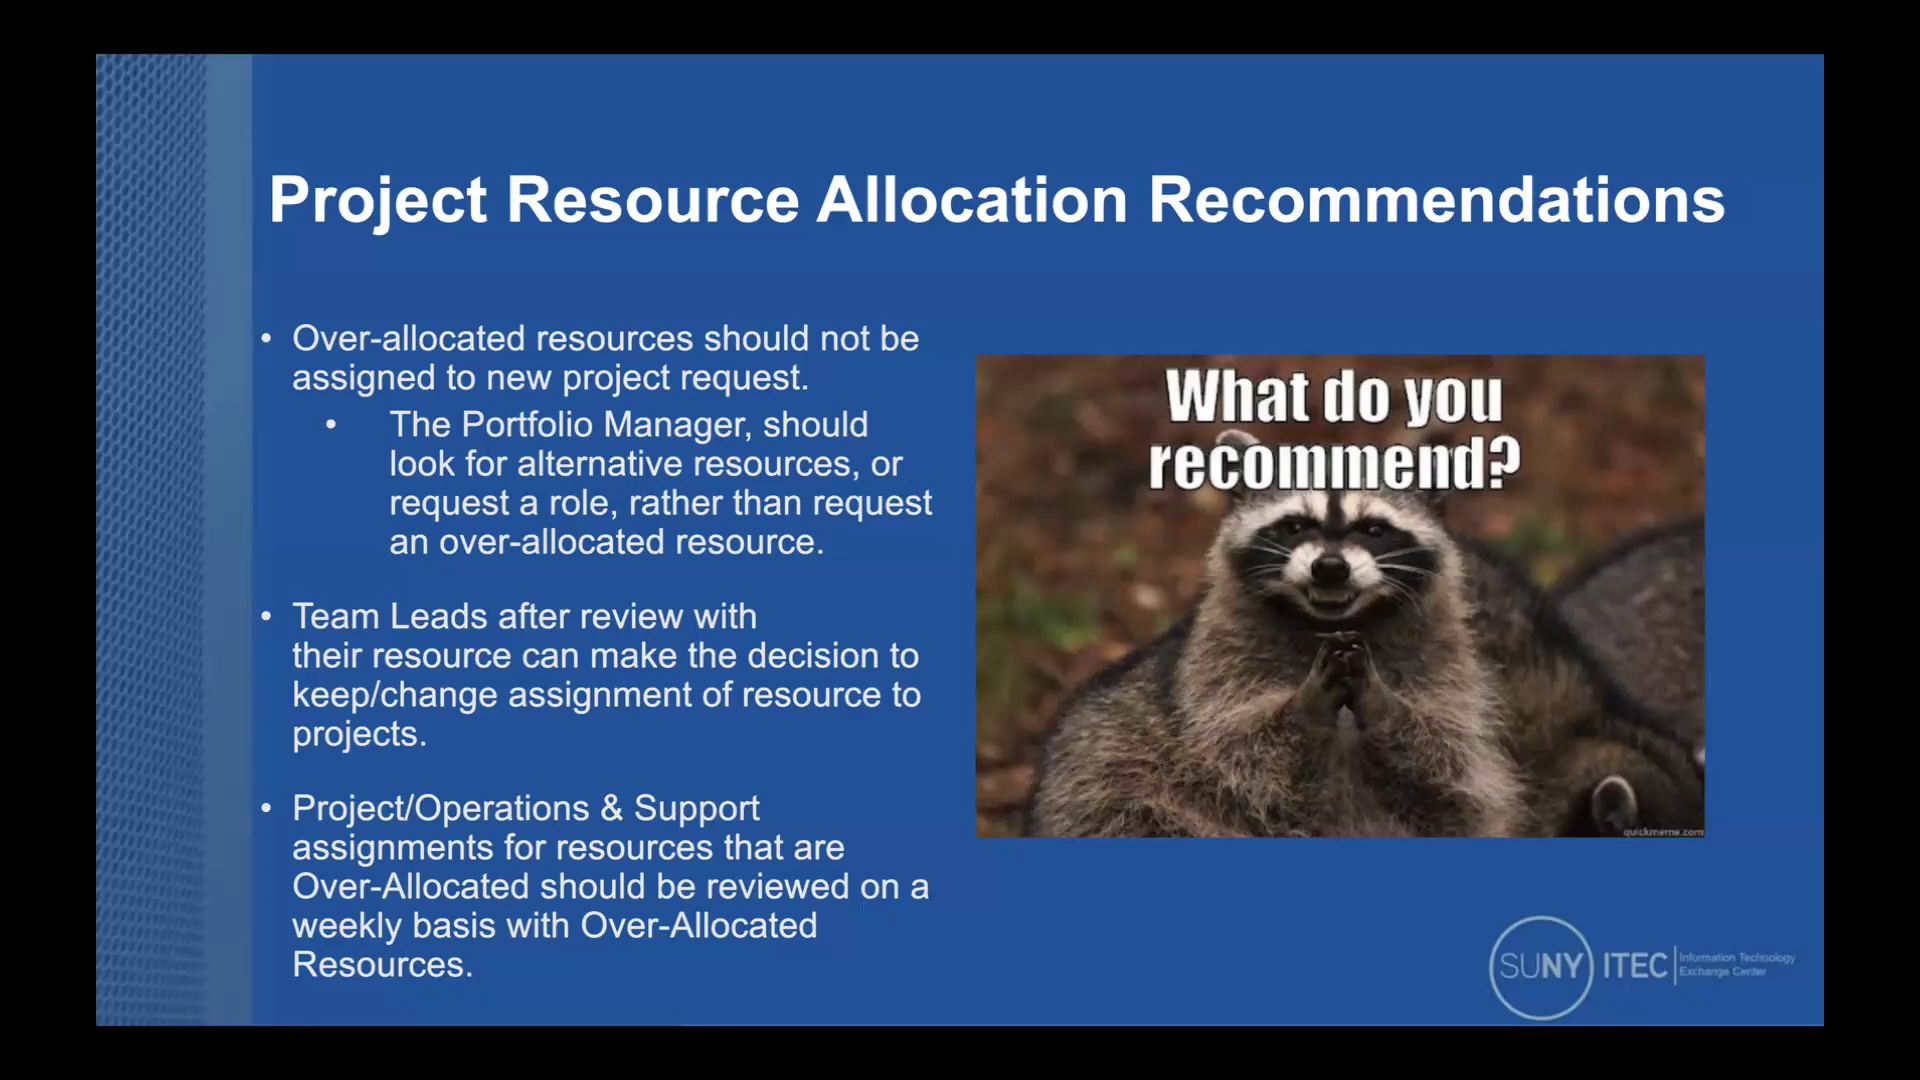 Project Resource Allocation Recommendations
• Over-allocated resources should not be
assigned to new project request.
• The Portfolio Manager, should
look for alternative resources, or
request a role, rather than request
an over-allocated resource.
• Team Leads after review with
their resource can make the decision to
keep/change assignment of resource to
projects.
• Project/Operations & Support
assignments for resources that are
Over-Allocated should be reviewed on a
weekly basis with Over-Allocated
Resources.
What do you
recommend?
quickmeme.com
SUNY ITEC
Information Technology
Exchange Center